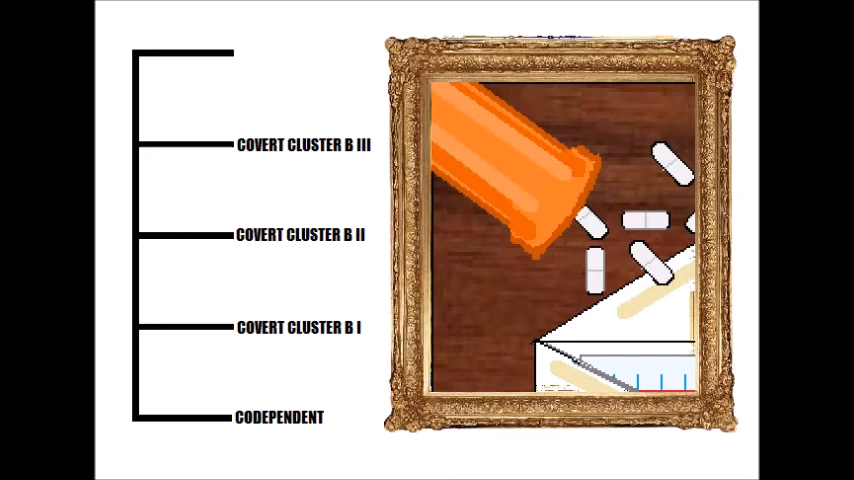 COVERT CLUSTER B III
COVERT CLUSTER B II
COVERT CLUSTER B I
CODEPENDENT